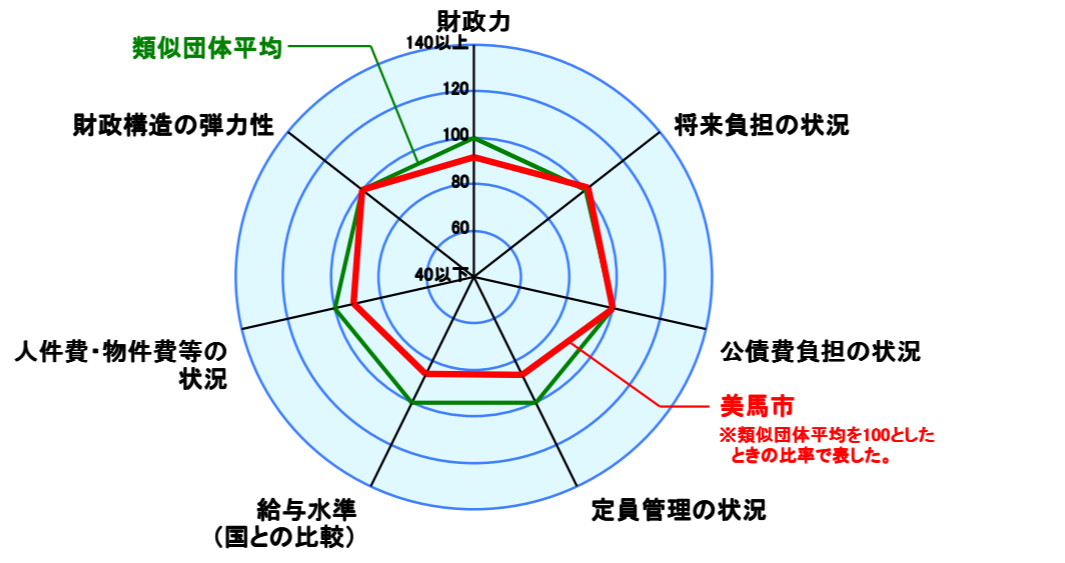 財政力
140以上
類似団体平均
120
財政構造の弾力性
将来負担の状況
100
80
60
40以下
人件費・物件費等の
状況
公債費負担の状況
美馬市
※類似団体平均を100とした
ときの比率で表した。
給与水準
（国との比較）
定員管理の状況